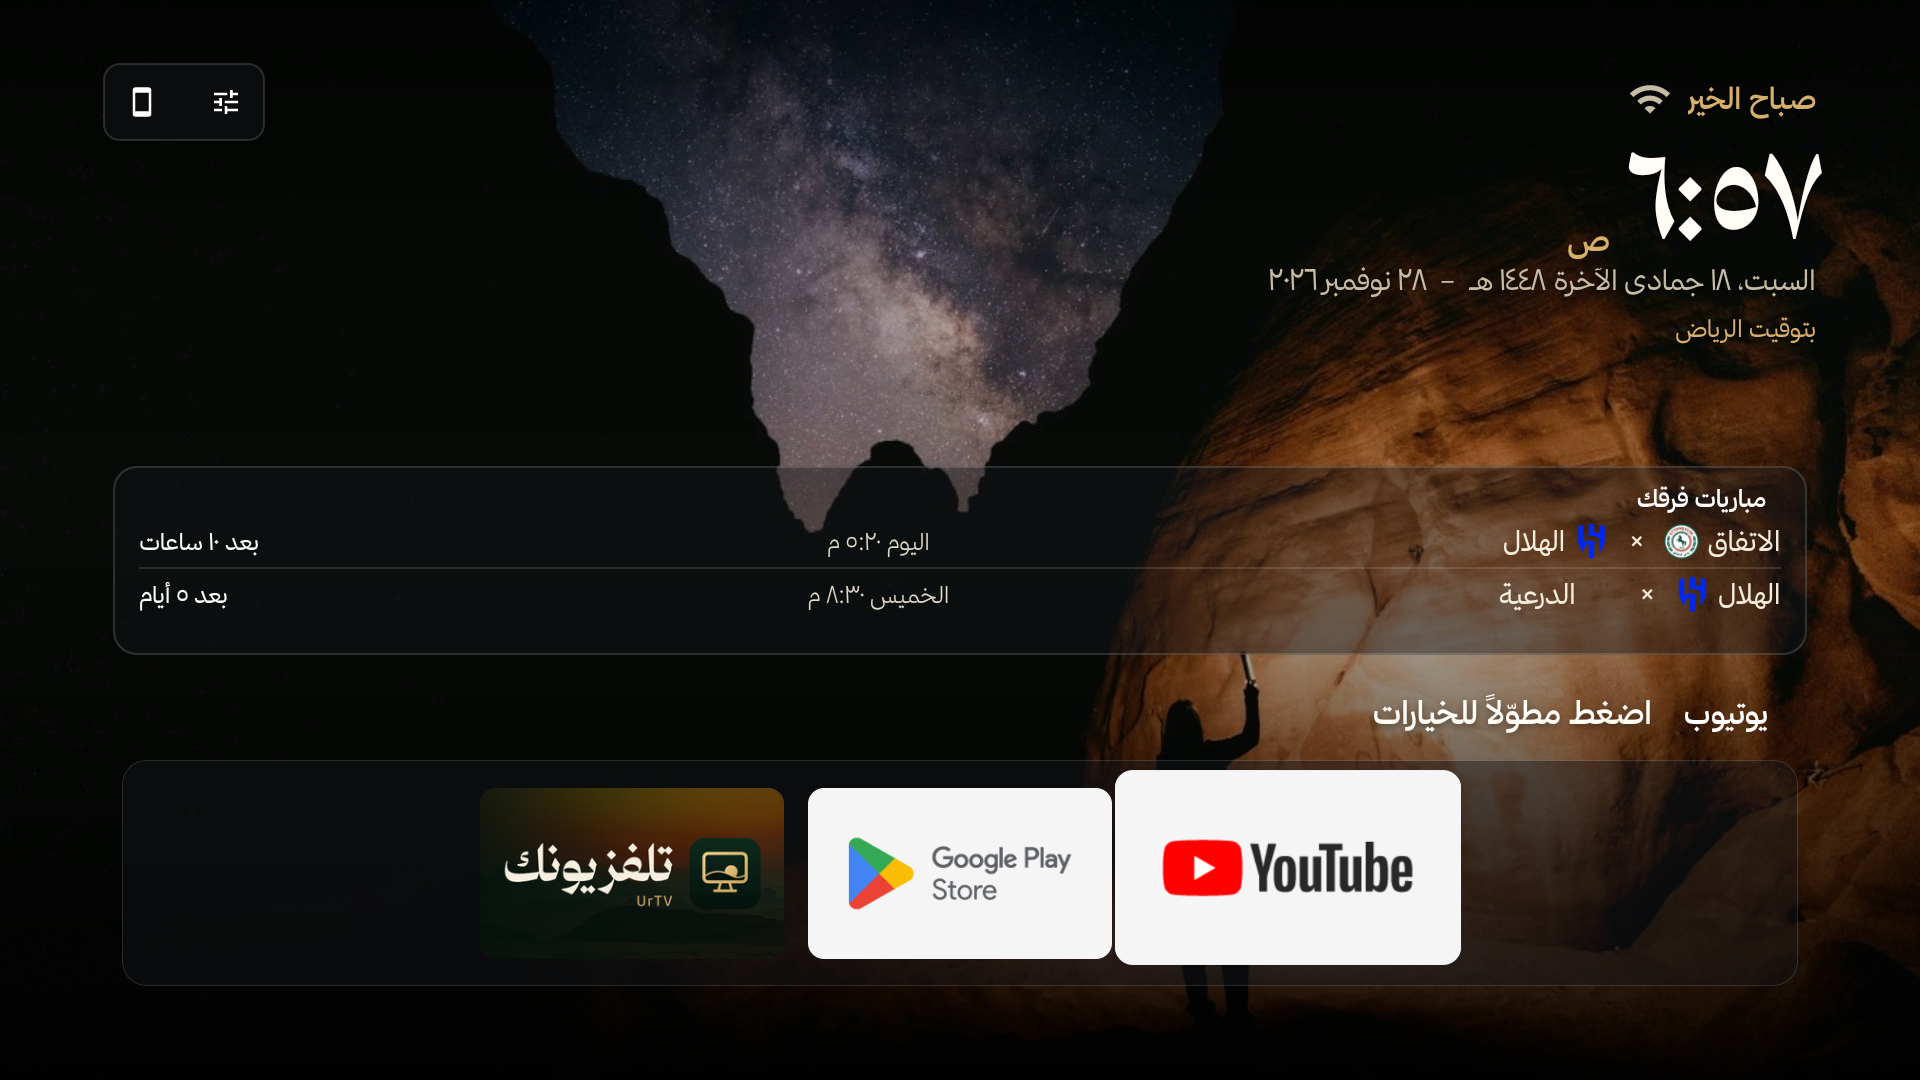 صباح الخير
٦:٥٧ ص
السبت، ١٨ جمادى الآخرة ١٤٤٨ هـ – ٢٨ نوفمبر ٢٠٢٦
بتوقيت الرياض
مباريات فرقك
الاتفاق × الهلال اليوم ٥:٢٠ م بعد ١٠ ساعات
الهلال × الدرعية الخميس ٨:٣٠ م بعد ٥ أيام
يوتيوب اضغط مطوّلاً للخيارات
YouTube
Google Play
Store
تلفزيونك
UrTV